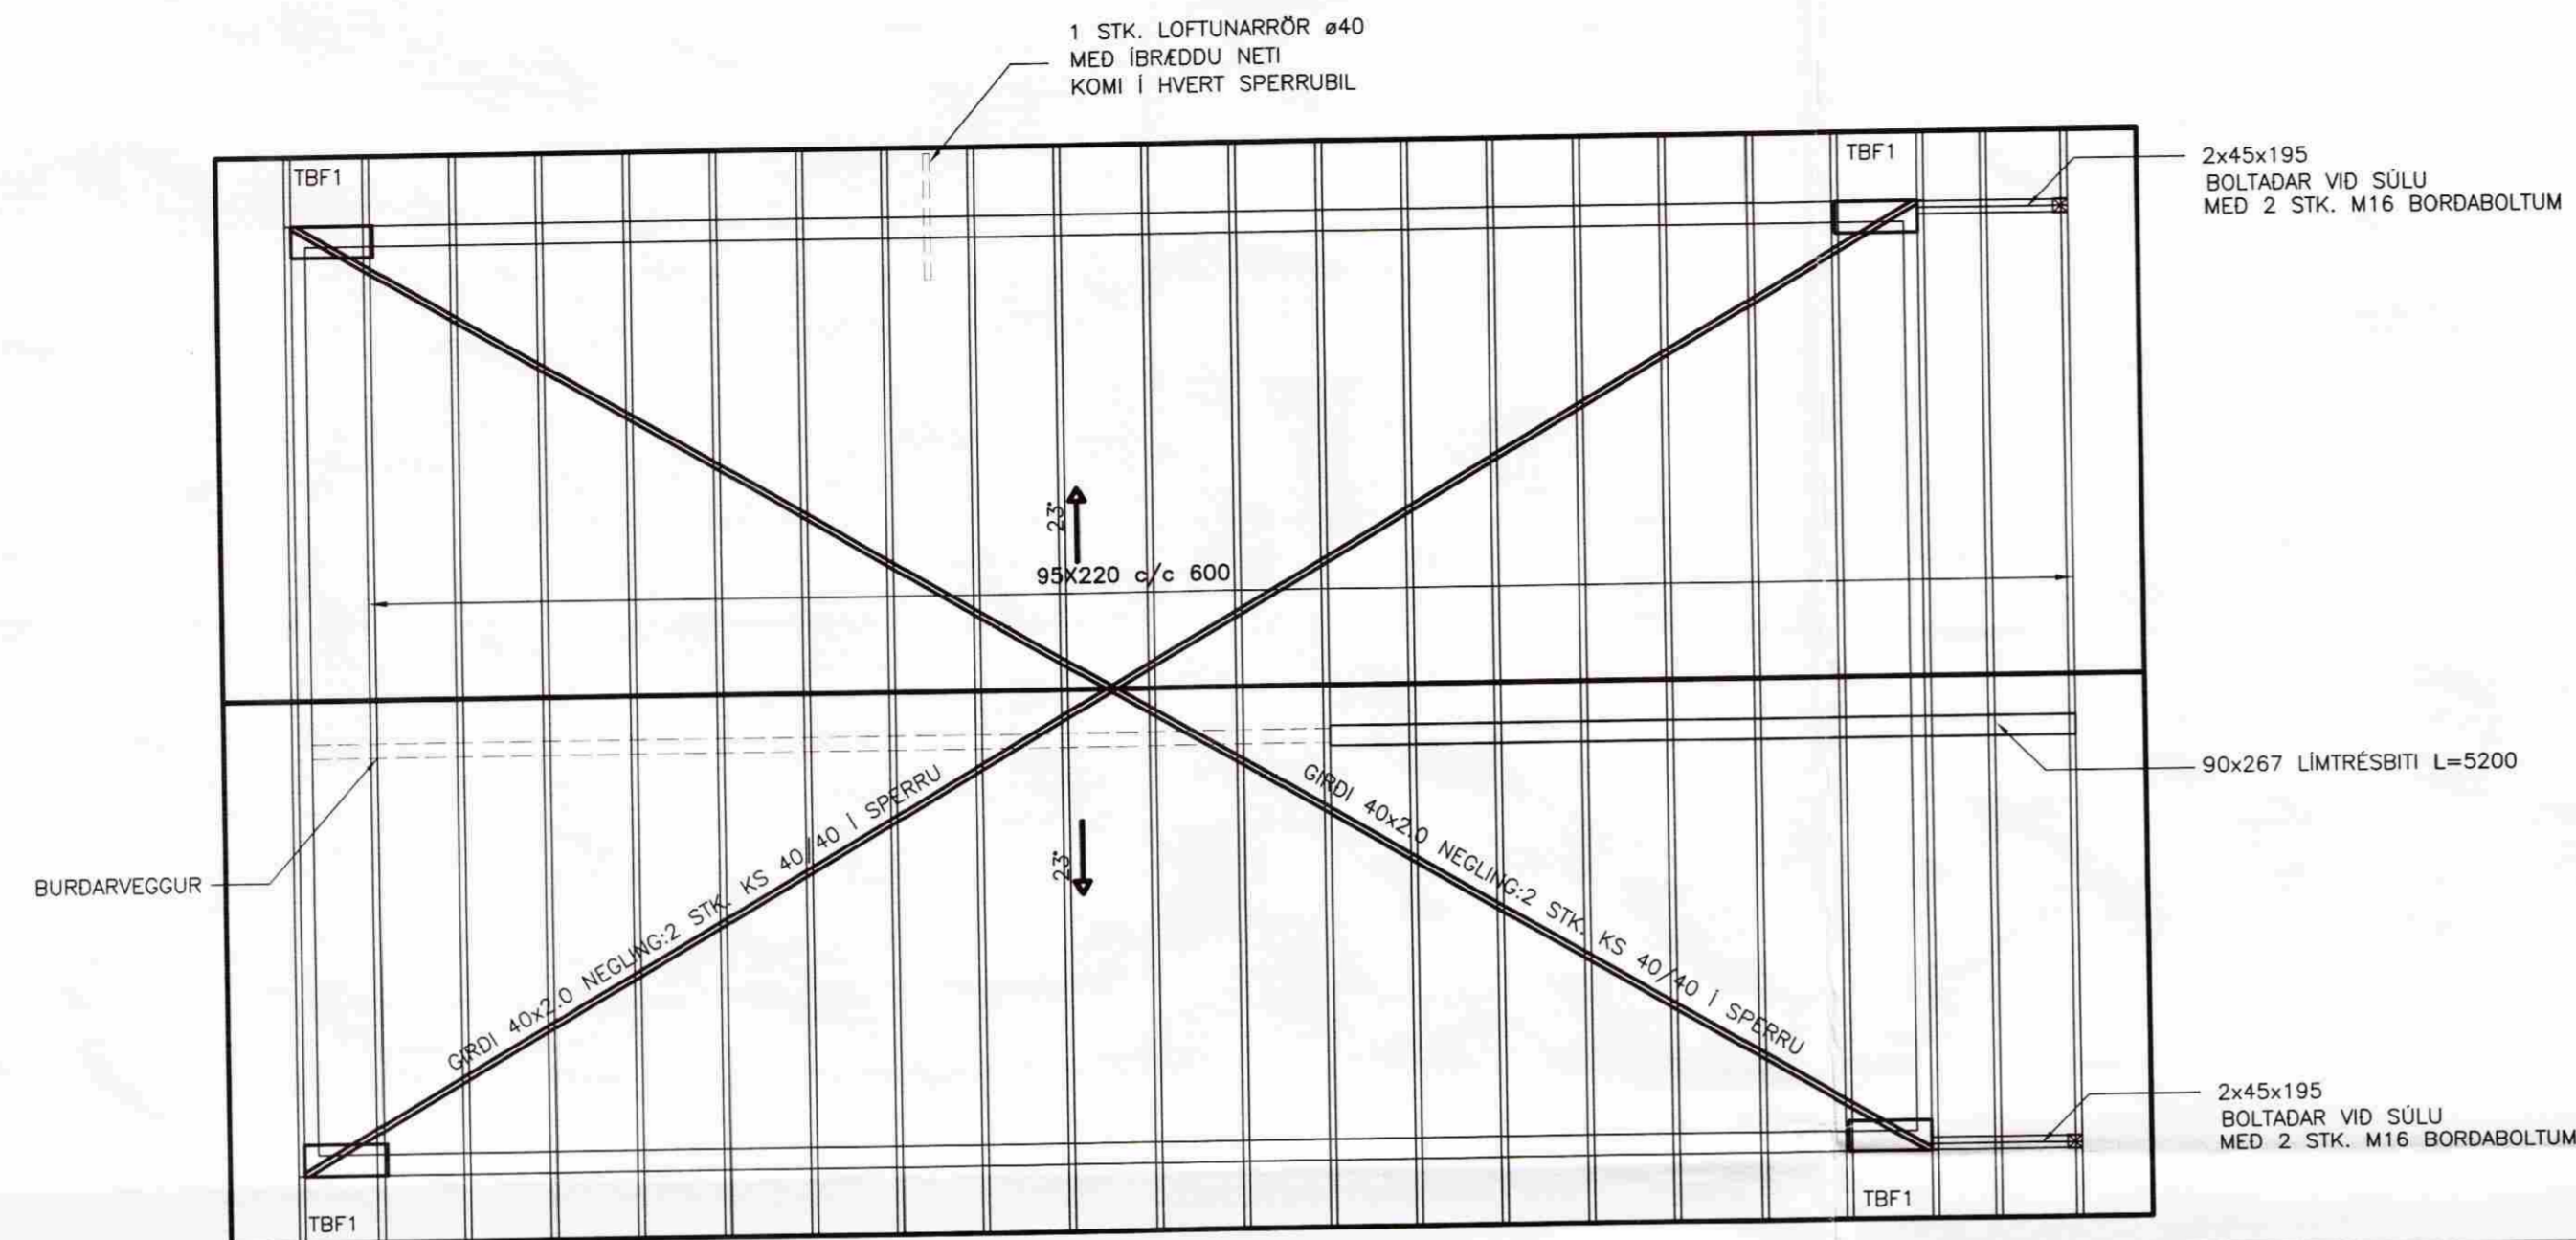 1 STK. LOFTUNARRÖR ø40
MEÐ ÍBRÆDDU NETI
KOMI Í HVERT SPERRUBIL
TBF1
TBF1
2x45x195
BOLTAÐAR VIÐ SÚLU
MEÐ 2 STK. M16 BORÐABOLTUM
23°
95X220 c/c 600
90x267 LÍMTRÉSBITI L=5200
GIRÐI 40x2.0 NEGLING:2 STK. KS 40/40 Í SPERRU
GIRÐI 40x2.0 NEGLING:2 STK. KS 40/40 Í SPERRU
23°
BURÐARVEGGUR
2x45x195
BOLTAÐAR VIÐ SÚLU
MEÐ 2 STK. M16 BORÐABOLTUM
TBF1
TBF1